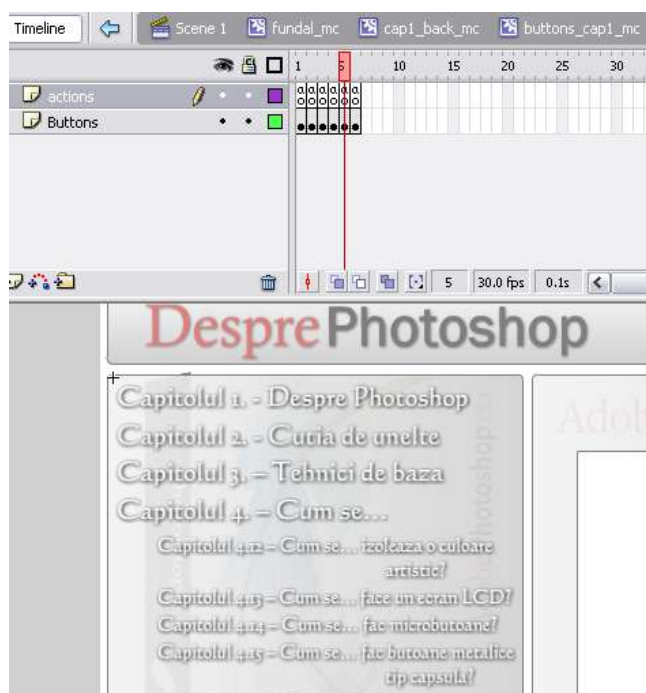 Timeline Scene 1 fundal_mc cap1_back_mc buttons_cap1_mc
1 5 10 15 20 25 30
actions
Buttons
5 30.0 fps 0.1s
Despre Photoshop
Capitolul 1. - Despre Photoshop
Capitolul 2. - Cutia de unelte
Capitolul 3. – Tehnici de baza
Capitolul 4. – Cum se...
Capitolul 4.12 – Cum se... izoleaza o culoare
artistic?
Capitolul 4.13 – Cum se... face un ecran LCD?
Capitolul 4.14 – Cum se... fac microbutoane?
Capitolul 4.15 – Cum se... fac butoane metalice
tip capsula?